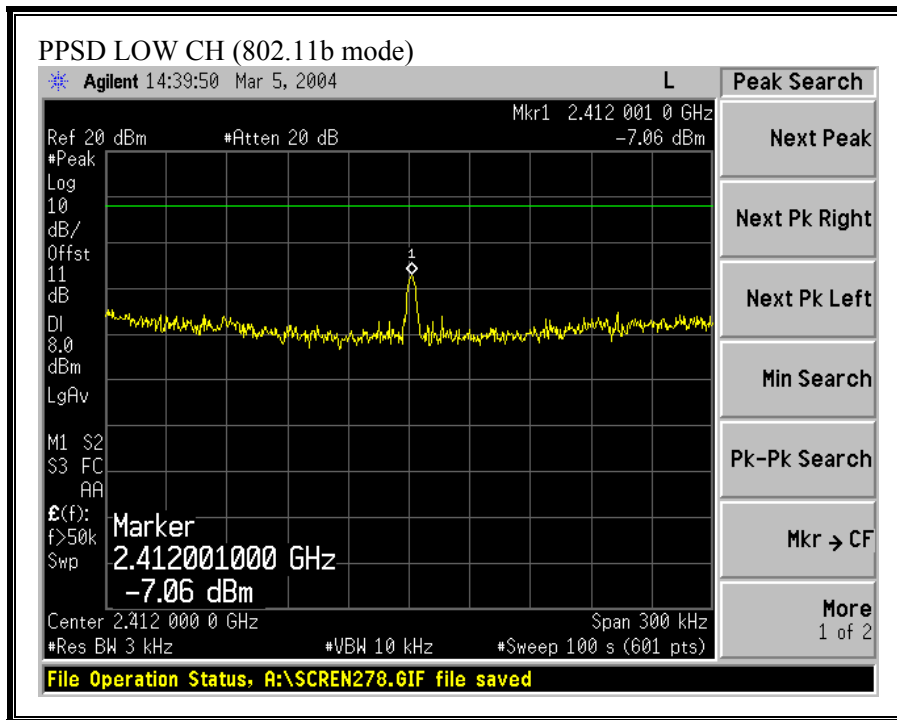 PPSD LOW CH (802.11b mode)
Agilent 14:39:50 Mar 5, 2004 L
Peak Search
Mkr1 2.412 001 0 GHz
Ref 20 dBm #Atten 20 dB -7.06 dBm
#Peak
Log
10
dB/
Offst
11
dB
DI
8.0
dBm
LgAv
M1 S2
S3 FC
AA
£(f):
f>50k
Swp
1
Marker
2.412001000 GHz
-7.06 dBm
Center 2.412 000 0 GHz Span 300 kHz
#Res BW 3 kHz #VBW 10 kHz #Sweep 100 s (601 pts)
Next Peak
Next Pk Right
Next Pk Left
Min Search
Pk-Pk Search
Mkr → CF
More
1 of 2
File Operation Status, A:\SCREN278.GIF file saved